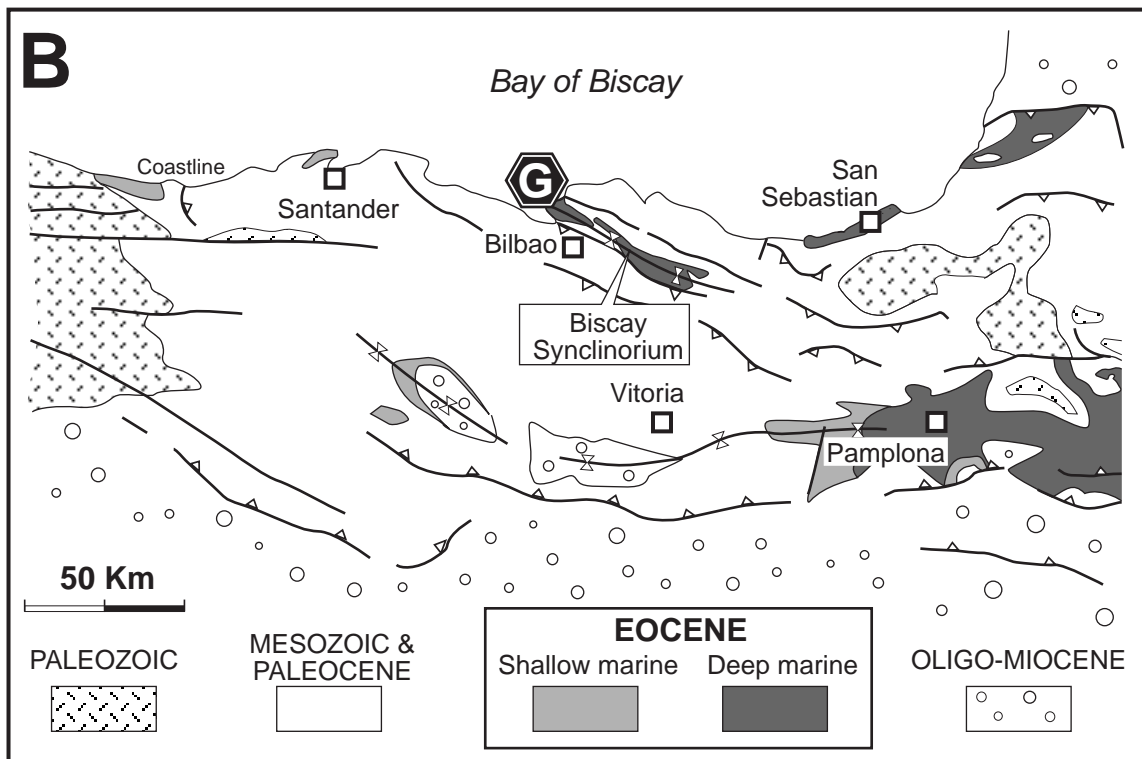 B
Bay of Biscay
Coastline
Santander
G
Bilbao
San
Sebastian
Biscay
Synclinorium
Vitoria
Pamplona
50 Km
PALEOZOIC
MESOZOIC &
PALEOCENE
EOCENE
Shallow marine
Deep marine
OLIGO-MIOCENE